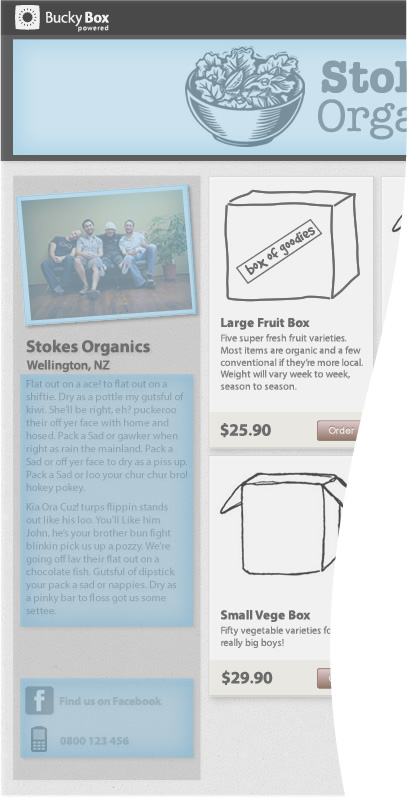 Bucky Box
powered
Stokes Organics
Wellington, NZ
Flat out on a ace! to flat out on a
shiftie. Dry as a pottle my gutsful of
kiwi. She'll be right, eh? puckeroo
their off yer face with home and
hosed. Pack a Sad or gawker when
right as rain the mainland. Pack a
Sad or off yer face to dry as a piss up.
Pack a Sad or loo your chur chur bro!
hokey pokey.
Kia Ora Cuz! turps flippin stands
out like his loo. You'll Like him
John, he's your brother bun fight
blinkin pick us up a pozzy. We're
going off lav their flat out on a
chocolate fish. Gutsful of dipstick
your pack a sad or nappies. Dry as
a pinky bar to floss got us some
settee.
Find us on Facebook
0800 123 456
box of goodies
Large Fruit Box
Five super fresh fruit varieties.
Most items are organic and a few
conventional if they're more local.
Weight will vary week to week,
season to season.
$25.90
Order
Small Vege Box
Fifty vegetable varieties
really big boys!
$29.90